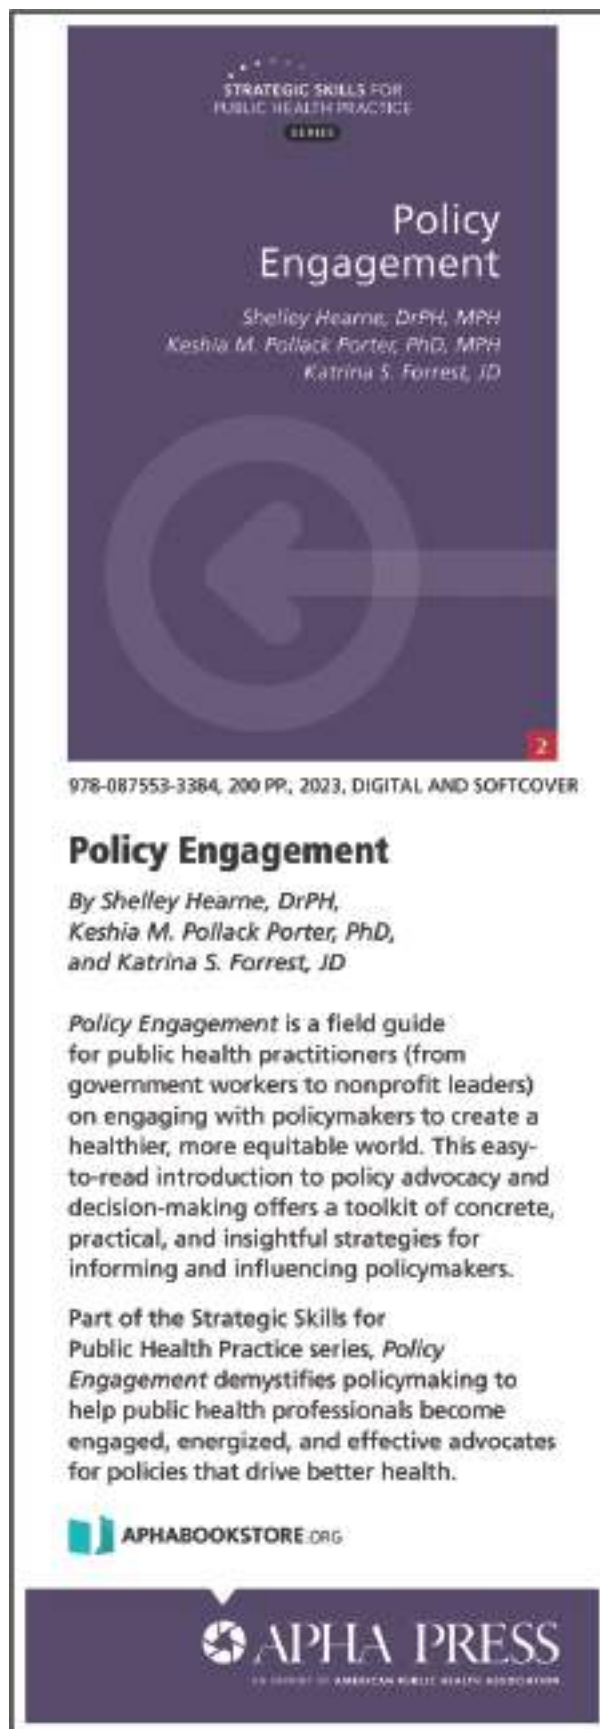 STRATEGIC SKILLS FOR
PUBLIC HEALTH PRACTICE
SERIES
Policy
Engagement
Shelley Hearne, DrPH, MPH
Keshia M. Pollack Porter, PhD, MPH
Katrina S. Forrest, JD
2
978-087553-3384, 200 PP., 2023, DIGITAL AND SOFTCOVER
Policy Engagement
By Shelley Hearne, DrPH,
Keshia M. Pollack Porter, PhD,
and Katrina S. Forrest, JD
Policy Engagement is a field guide
for public health practitioners (from
government workers to nonprofit leaders)
on engaging with policymakers to create a
healthier, more equitable world. This easy-
to-read introduction to policy advocacy and
decision-making offers a toolkit of concrete,
practical, and insightful strategies for
informing and influencing policymakers.
Part of the Strategic Skills for
Public Health Practice series, Policy
Engagement demystifies policymaking to
help public health professionals become
engaged, energized, and effective advocates
for policies that drive better health.
APHABOOKSTORE.ORG
APHA PRESS
AN IMPRINT OF AMERICAN PUBLIC HEALTH ASSOCIATION